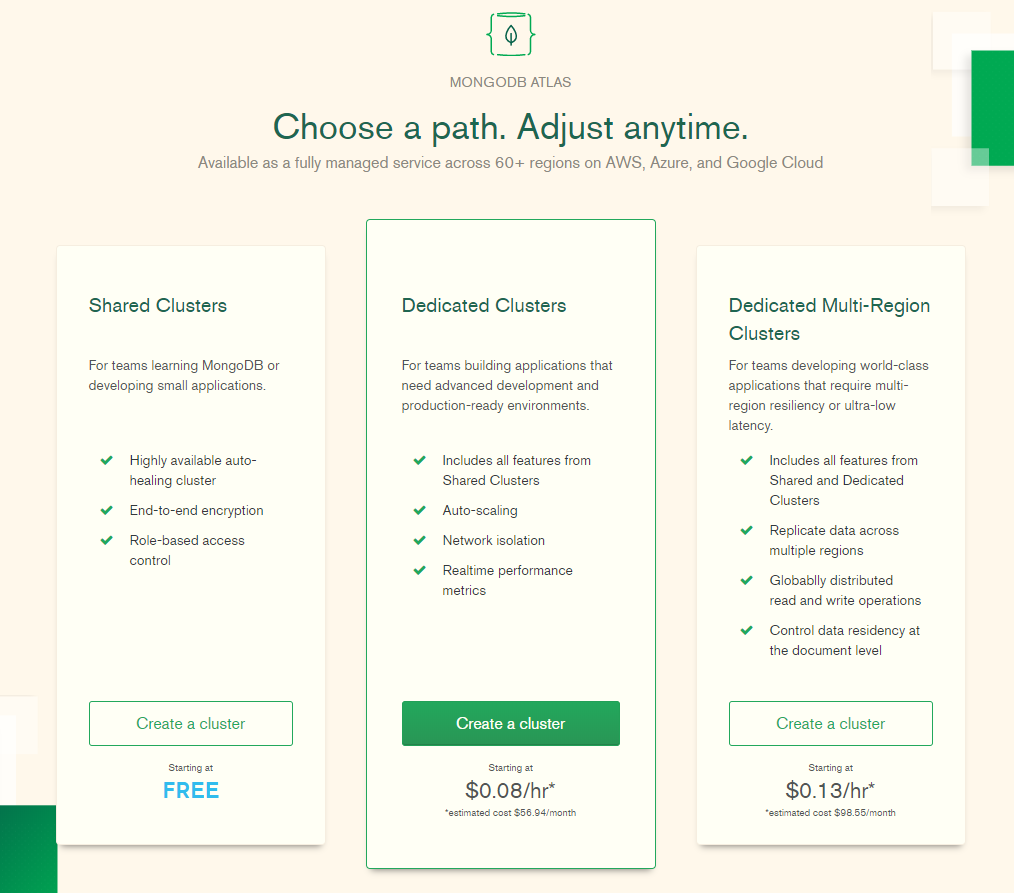 MONGODB ATLAS
Choose a path. Adjust anytime.
Available as a fully managed service across 60+ regions on AWS, Azure, and Google Cloud
Shared Clusters
For teams learning MongoDB or
developing small applications.
Highly available auto-
healing cluster
End-to-end encryption
Role-based access
control
Create a cluster
Starting at
FREE
Dedicated Clusters
For teams building applications that
need advanced development and
production-ready environments.
Includes all features from
Shared Clusters
Auto-scaling
Network isolation
Realtime performance
metrics
Create a cluster
Starting at
$0.08/hr*
*estimated cost $56.94/month
Dedicated Multi-Region
Clusters
For teams developing world-class
applications that require multi-
region resiliency or ultra-low
latency.
Includes all features from
Shared and Dedicated
Clusters
Replicate data across
multiple regions
Globablly distributed
read and write operations
Control data residency at
the document level
Create a cluster
Starting at
$0.13/hr*
*estimated cost $98.55/month